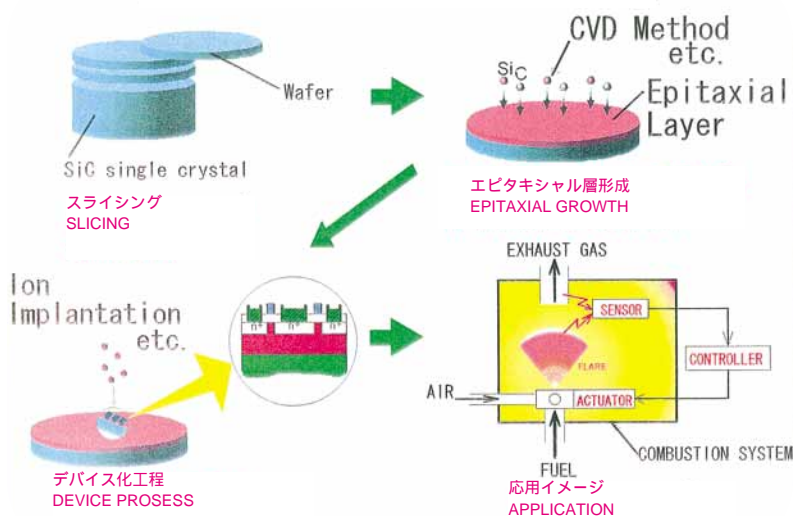 Wafer
SiC single crystal
スライシング
SLICING
CVD Method
etc.
Si C
Epitaxial
Layer
エピタキシャル層形成
EPITAXIAL GROWTH
Ion
Implantation
etc.
n+ n+ n+
デバイス化工程
DEVICE PROSESS
EXHAUST GAS
SENSOR
CONTROLLER
FLARE
AIR
ACTUATOR
COMBUSTION SYSTEM
FUEL
応用イメージ
APPLICATION